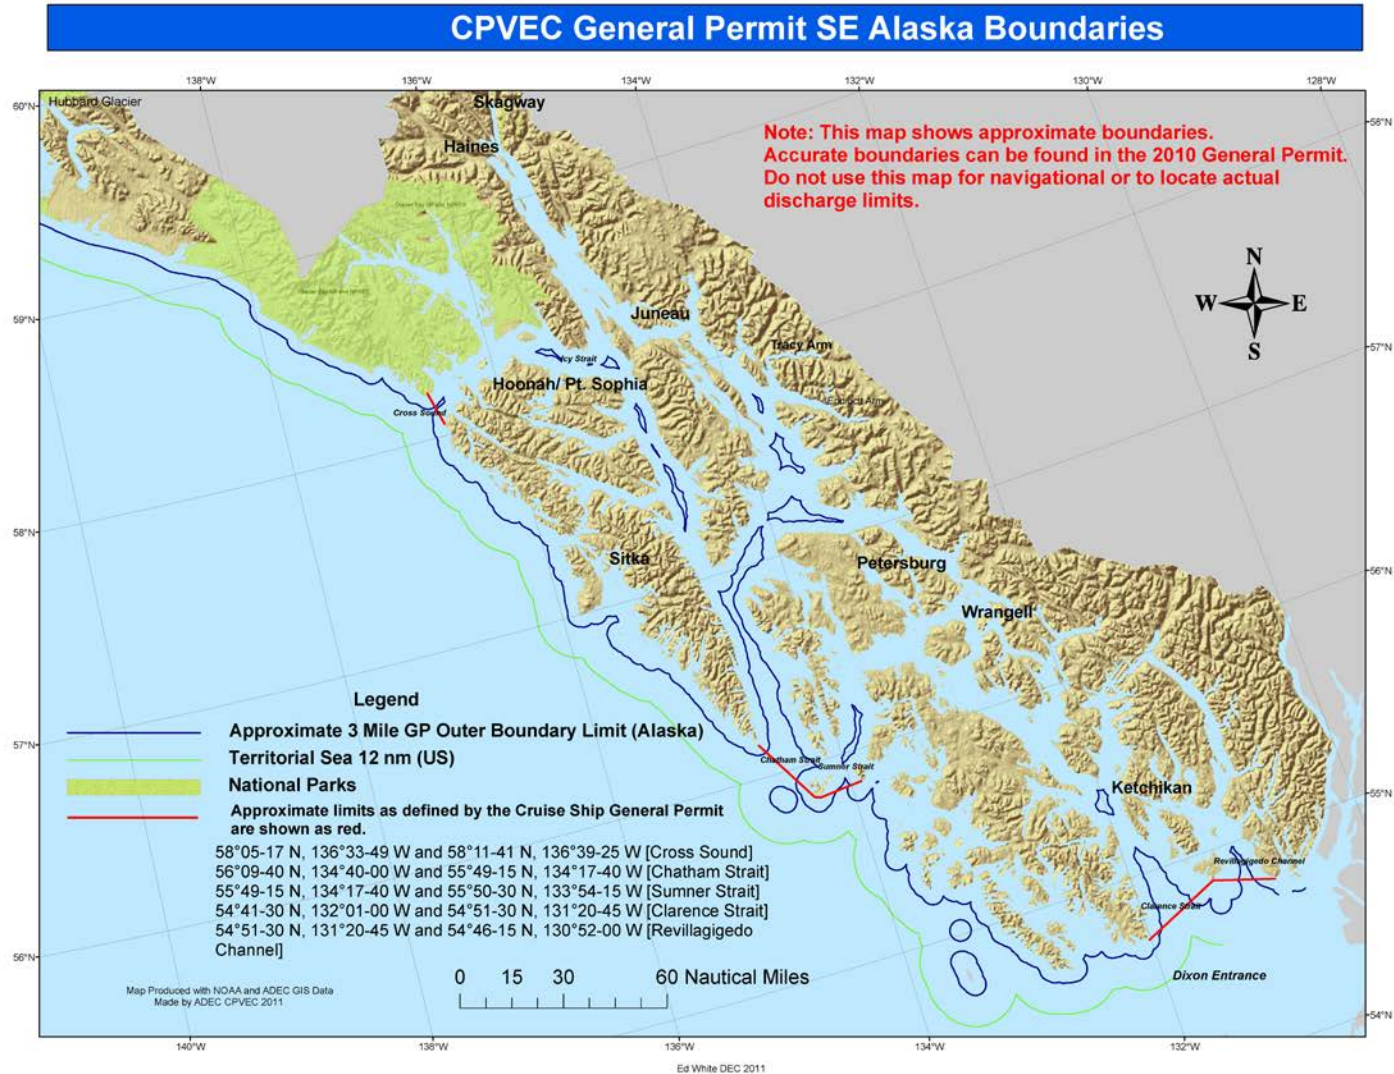 CPVEC General Permit SE Alaska Boundaries
138°W
136°W
134°W
132°W
130°W
128°W
60°N
Hubbard Glacier
Skagway
58°N
Note: This map shows approximate boundaries.
Accurate boundaries can be found in the 2010 General Permit.
Do not use this map for navigational or to locate actual
discharge limits.
Haines
N
W
E
S
59°N
Juneau
Tracy Arm
57°N
Icy Strait
Hoonah/ Pt. Sophia
Endicott Arm
Cross Sound
58°N
Sitka
Petersburg
56°N
Wrangell
Legend
Approximate 3 Mile GP Outer Boundary Limit (Alaska)
Territorial Sea 12 nm (US)
National Parks
Approximate limits as defined by the Cruise Ship General Permit
are shown as red.
57°N
Chatham Strait
Sumner Strait
Ketchikan
55°N
58°05-17 N, 136°33-49 W and 58°11-41 N, 136°39-25 W [Cross Sound]
56°09-40 N, 134°40-00 W and 55°49-15 N, 134°17-40 W [Chatham Strait]
55°49-15 N, 134°17-40 W and 55°50-30 N, 133°54-15 W [Sumner Strait]
54°41-30 N, 132°01-00 W and 54°51-30 N, 131°20-45 W [Clarence Strait]
54°51-30 N, 131°20-45 W and 54°46-15 N, 130°52-00 W [Revillagigedo
Channel]
Revillagigedo Channel
Clarence Strait
56°N
Dixon Entrance
0 15 30 60 Nautical Miles
Map Produced with NOAA and ADEC GIS Data
Made by ADEC CPVEC 2011
54°N
140°W
138°W
136°W
134°W
132°W
Ed White DEC 2011